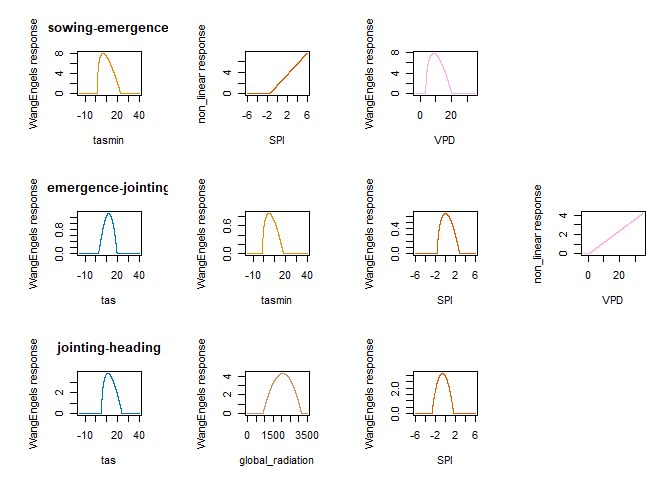 sowing-emergence
WangEngels response
0 4 8
-10 20 40
tasmin
non_linear response
0 4
-6 -2 2 6
SPI
WangEngels response
0 4 8
0 20
VPD
emergence-jointing
WangEngels response
0.0 0.8
-10 20 40
tas
WangEngels response
0.0 0.6
-10 20 40
tasmin
WangEngels response
0.0 0.4
-6 -2 2 6
SPI
non_linear response
0 2 4
0 20
VPD
jointing-heading
WangEngels response
0 2
-10 20 40
tas
WangEngels response
0 2 4
0 1500 3500
global_radiation
WangEngels response
0.0 2.0
-6 -2 2 6
SPI